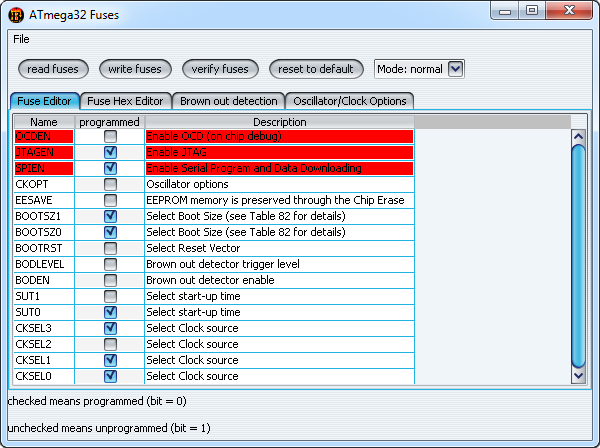 ATmega32 Fuses
File
read fuses write fuses verify fuses reset to default Mode: normal
Fuse Editor Fuse Hex Editor Brown out detection Oscillator/Clock Options
Name programmed Description
OCDEN Enable OCD (on chip debug)
JTAGEN Enable JTAG
SPIEN Enable Serial Program and Data Downloading
CKOPT Oscillator options
EESAVE EEPROM memory is preserved through the Chip Erase
BOOTSZ1 Select Boot Size (see Table 82 for details)
BOOTSZ0 Select Boot Size (see Table 82 for details)
BOOTRST Select Reset Vector
BODLEVEL Brown out detector trigger level
BODEN Brown out detector enable
SUT1 Select start-up time
SUT0 Select start-up time
CKSEL3 Select Clock source
CKSEL2 Select Clock source
CKSEL1 Select Clock source
CKSEL0 Select Clock source
checked means programmed (bit = 0)
unchecked means unprogrammed (bit = 1)